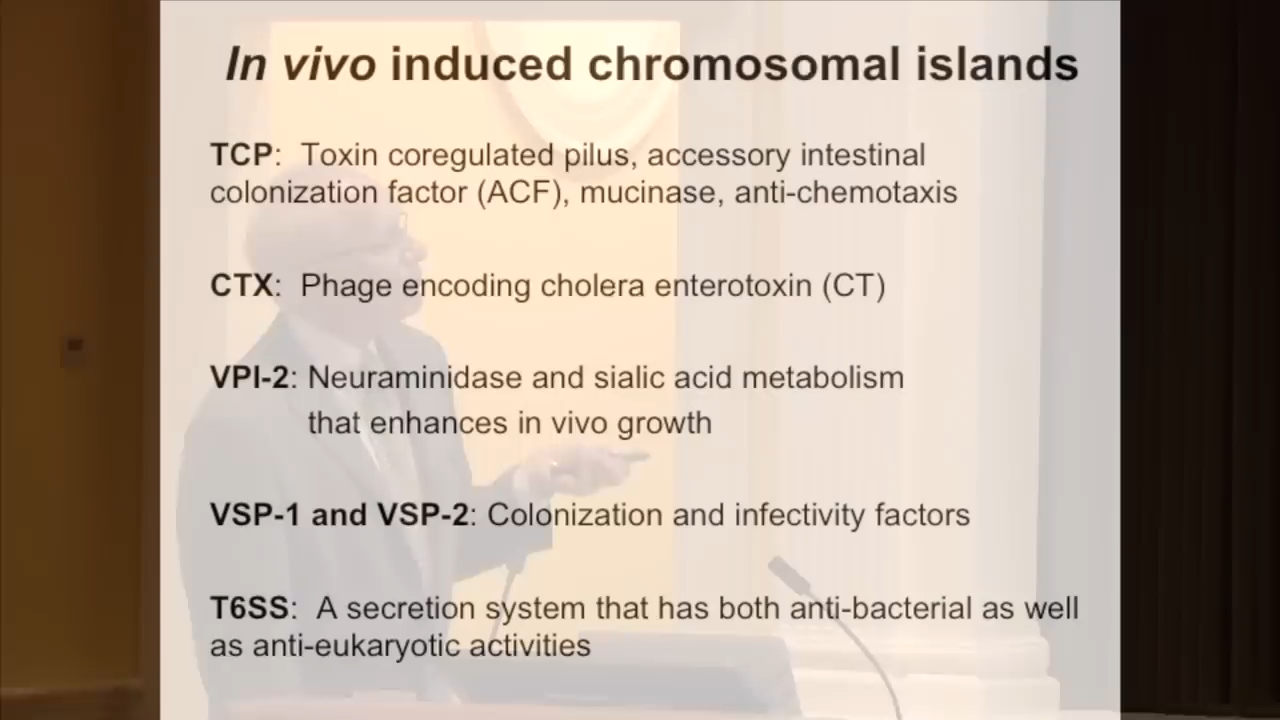 In vivo induced chromosomal islands
TCP: Toxin coregulated pilus, accessory intestinal
colonization factor (ACF), mucinase, anti-chemotaxis
CTX: Phage encoding cholera enterotoxin (CT)
VPI-2: Neuraminidase and sialic acid metabolism
that enhances in vivo growth
VSP-1 and VSP-2: Colonization and infectivity factors
T6SS: A secretion system that has both anti-bacterial as well
as anti-eukaryotic activities